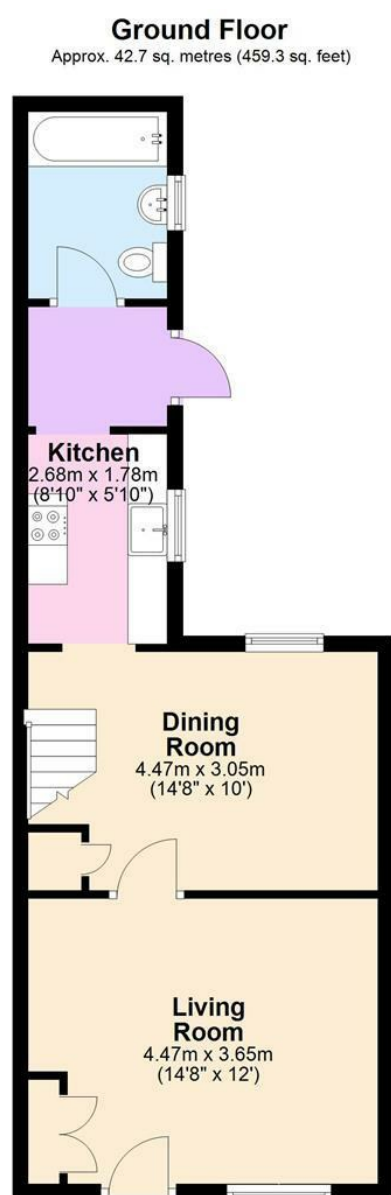 Ground Floor
Approx. 42.7 sq. metres (459.3 sq. feet)
Kitchen
2.68m x 1.78m
(8'10" x 5'10")
Dining
Room
4.47m x 3.05m
(14'8" x 10')
Living
Room
4.47m x 3.65m
(14'8" x 12')